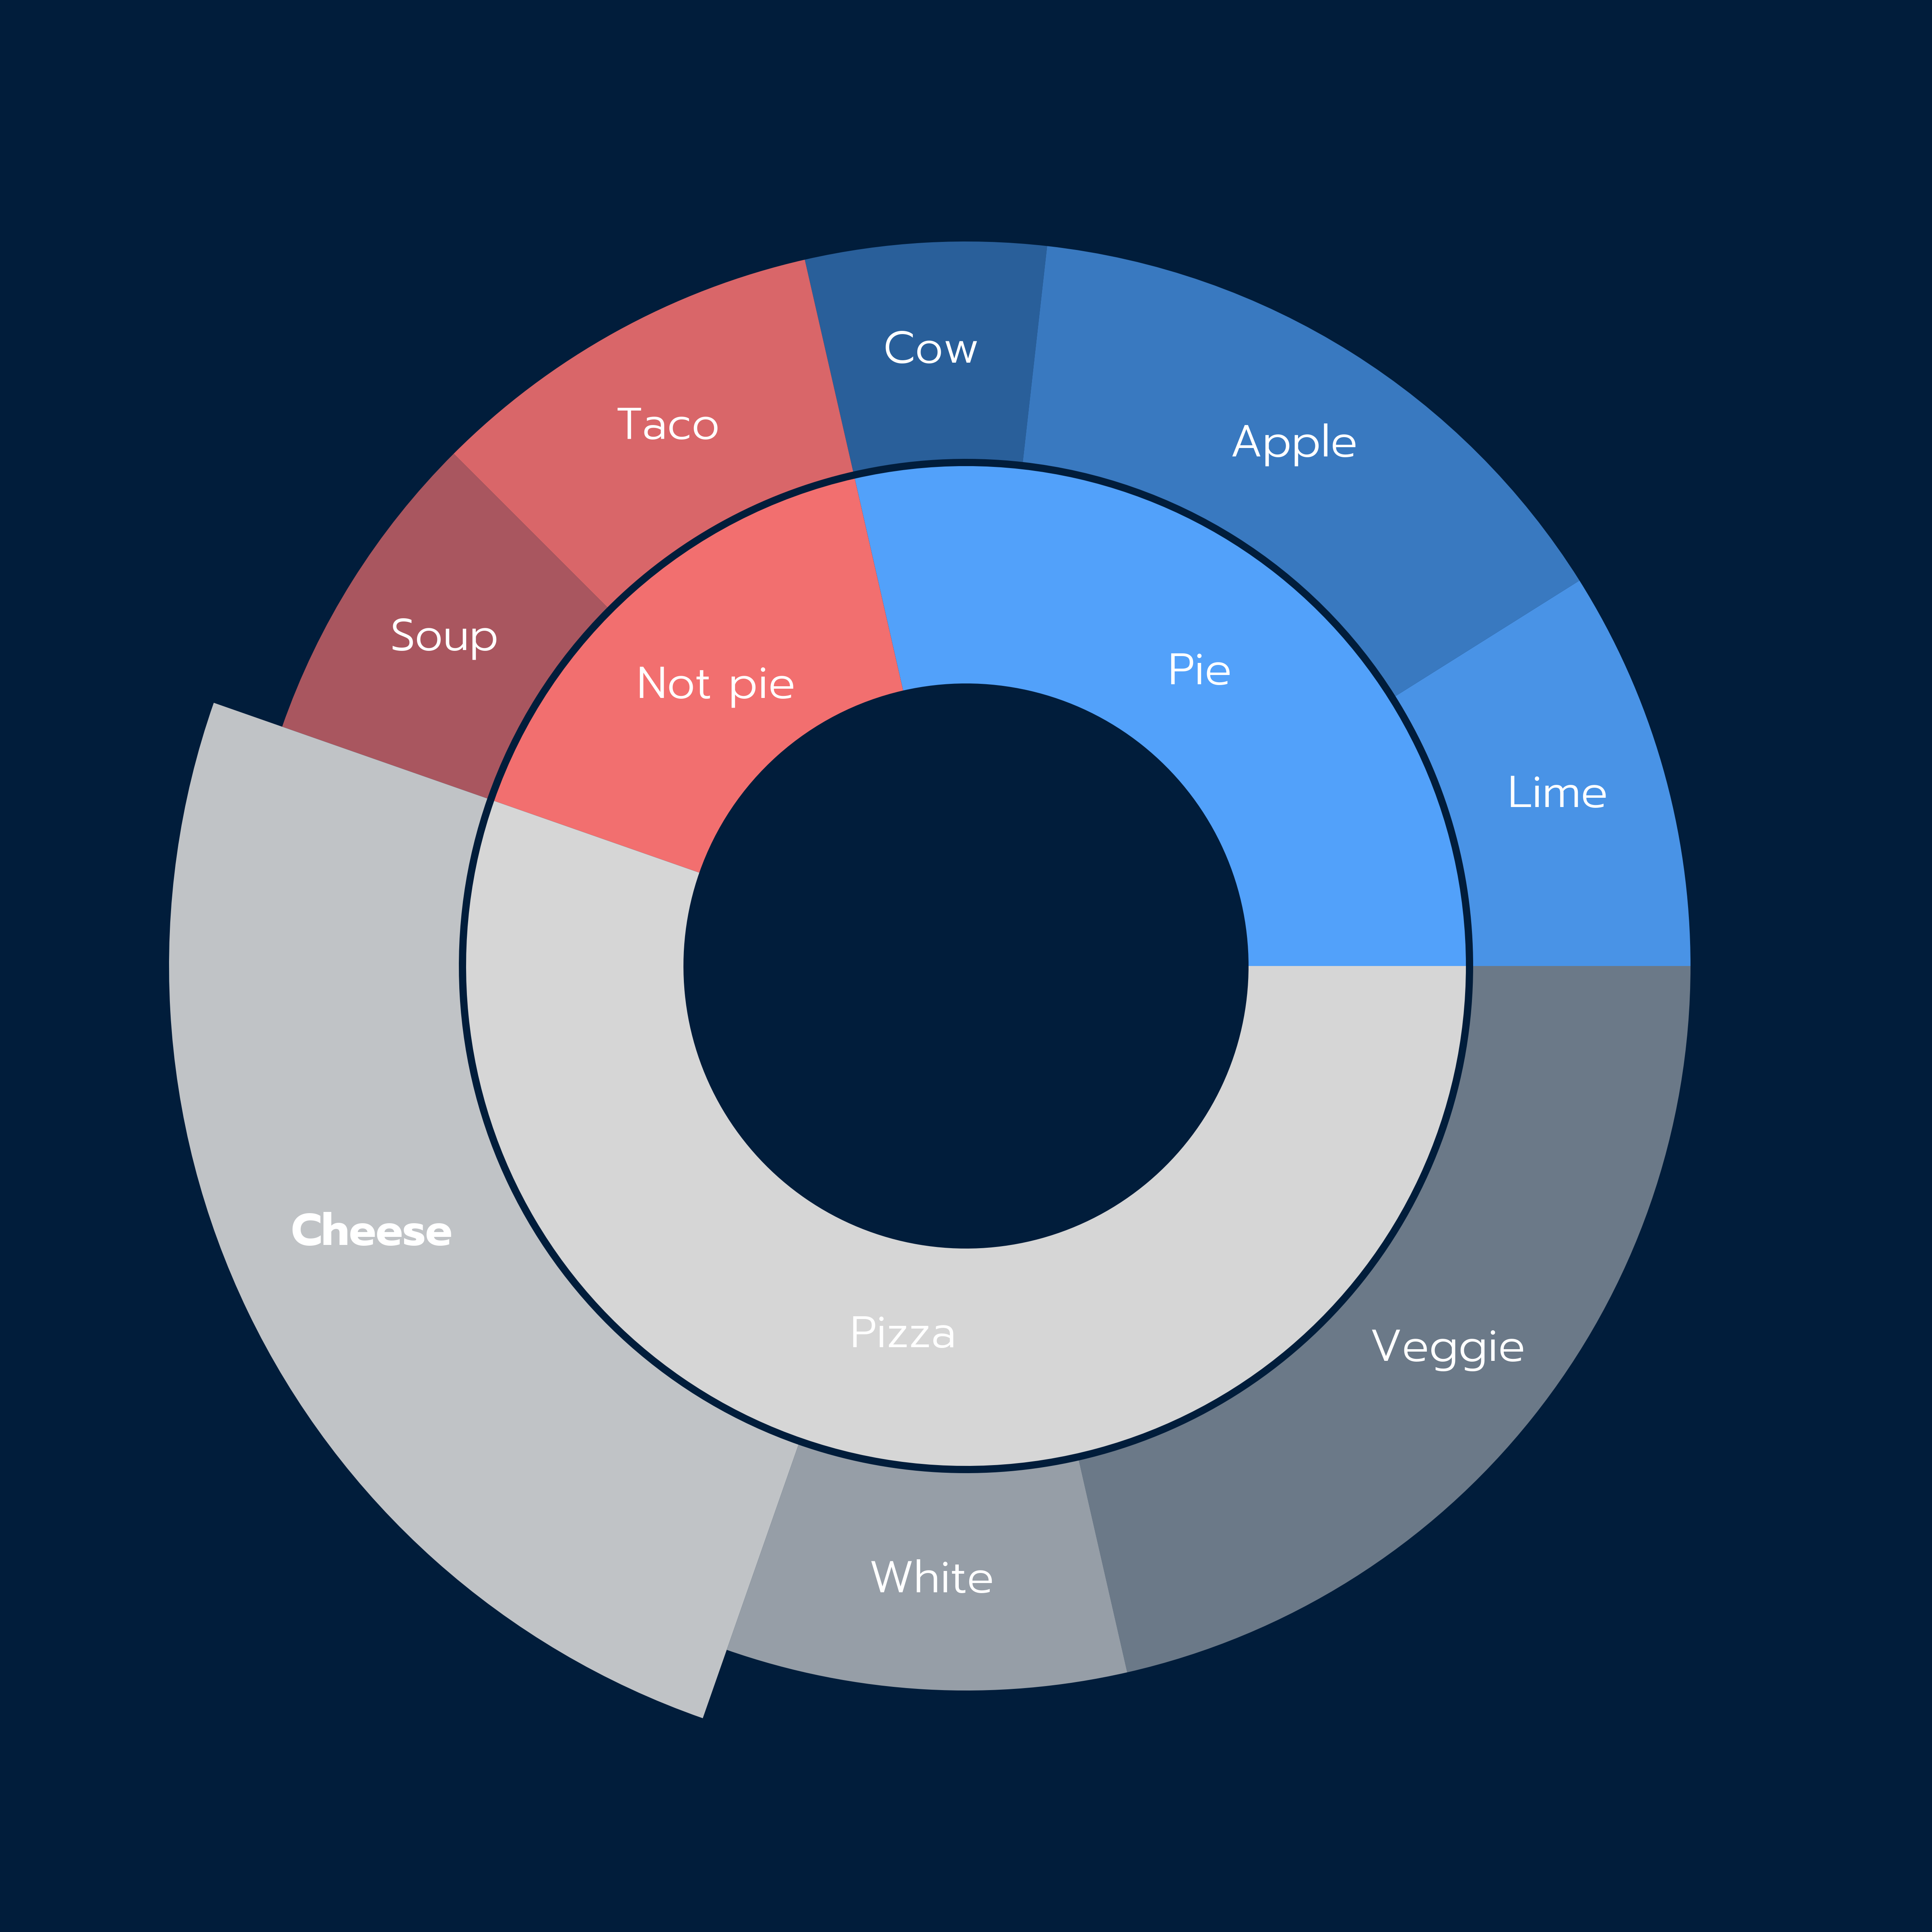 Cow
Taco
Apple
Soup
Not pie
Pie
Lime
Cheese
Pizza
Veggie
White